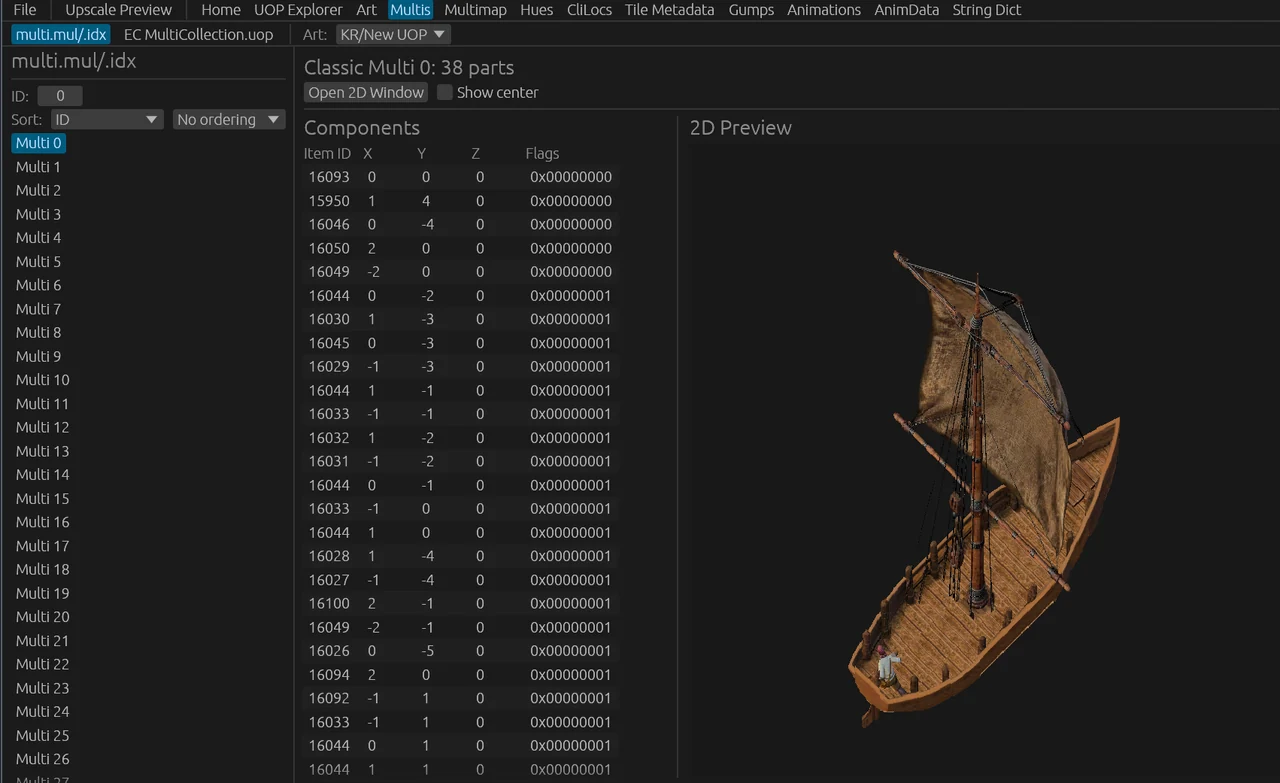 File Upscale Preview Home UOP Explorer Art Multis Multimap Hues CliLocs Tile Metadata Gumps Animations AnimData String Dict
multi.mul/.idx EC MultiCollection.uop Art: KR/New UOP
multi.mul/.idx
ID: 0
Sort: ID No ordering
Multi 0
Multi 1
Multi 2
Multi 3
Multi 4
Multi 5
Multi 6
Multi 7
Multi 8
Multi 9
Multi 10
Multi 11
Multi 12
Multi 13
Multi 14
Multi 15
Multi 16
Multi 17
Multi 18
Multi 19
Multi 20
Multi 21
Multi 22
Multi 23
Multi 24
Multi 25
Multi 26
Multi 27
Classic Multi 0: 38 parts
Open 2D Window Show center
Components
Item ID X Y Z Flags
16093 0 0 0 0x00000000
15950 1 4 0 0x00000000
16046 0 -4 0 0x00000000
16050 2 0 0 0x00000000
16049 -2 0 0 0x00000000
16044 0 -2 0 0x00000001
16030 1 -3 0 0x00000001
16045 0 -3 0 0x00000001
16029 -1 -3 0 0x00000001
16044 1 -1 0 0x00000001
16033 -1 -1 0 0x00000001
16032 1 -2 0 0x00000001
16031 -1 -2 0 0x00000001
16044 0 -1 0 0x00000001
16033 -1 0 0 0x00000001
16044 1 0 0 0x00000001
16028 1 -4 0 0x00000001
16027 -1 -4 0 0x00000001
16100 2 -1 0 0x00000001
16049 -2 -1 0 0x00000001
16026 0 -5 0 0x00000001
16094 2 0 0 0x00000001
16092 -1 1 0 0x00000001
16033 -1 1 0 0x00000001
16044 0 1 0 0x00000001
16044 1 1 0 0x00000001
2D Preview